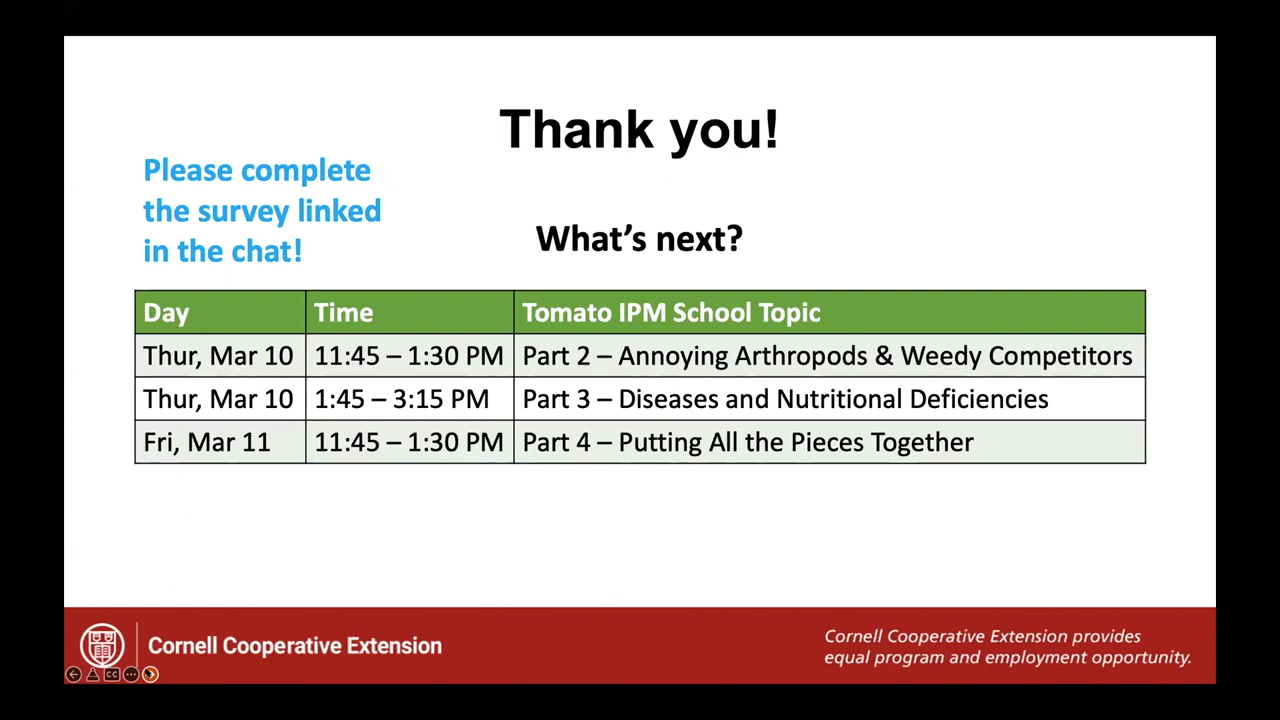 Thank you!
Please complete
the survey linked
in the chat!
What's next?
Day Time Tomato IPM School Topic
Thur, Mar 10 11:45 – 1:30 PM Part 2 – Annoying Arthropods & Weedy Competitors
Thur, Mar 10 1:45 – 3:15 PM Part 3 – Diseases and Nutritional Deficiencies
Fri, Mar 11 11:45 – 1:30 PM Part 4 – Putting All the Pieces Together
Cornell Cooperative Extension
Cornell Cooperative Extension provides
equal program and employment opportunity.
CC